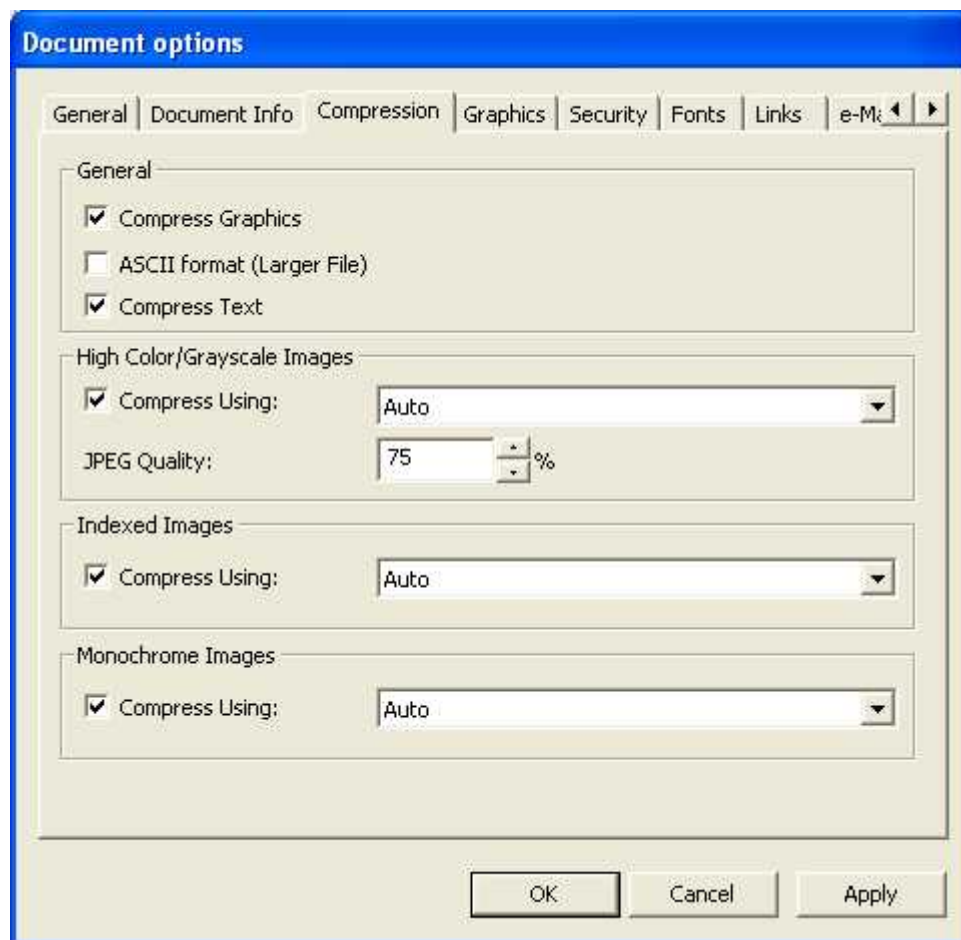 Document options
General Document Info Compression Graphics Security Fonts Links e-Ma
General
Compress Graphics
ASCII format (Larger File)
Compress Text
High Color/Grayscale Images
Compress Using: Auto
JPEG Quality: 75 %
Indexed Images
Compress Using: Auto
Monochrome Images
Compress Using: Auto
OK Cancel Apply